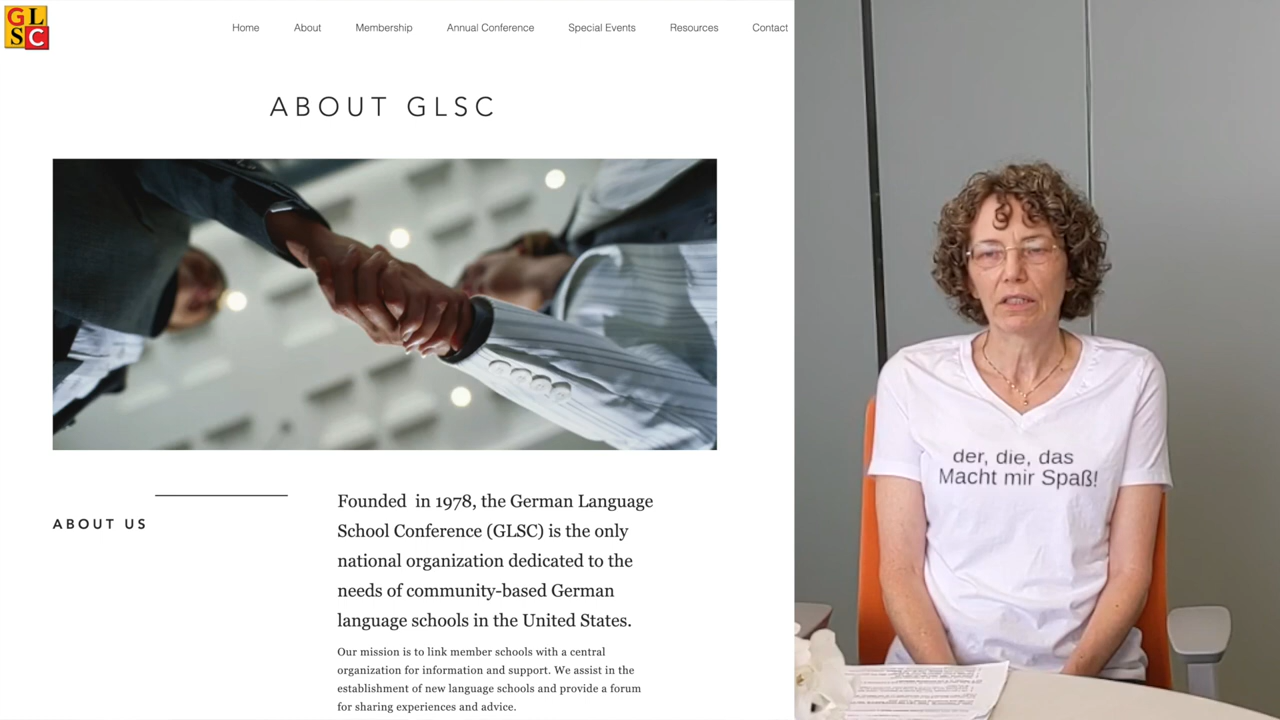 GL
SC
Home About Membership Annual Conference Special Events Resources Contact
ABOUT GLSC
ABOUT US
Founded in 1978, the German Language
School Conference (GLSC) is the only
national organization dedicated to the
needs of community-based German
language schools in the United States.
Our mission is to link member schools with a central
organization for information and support. We assist in the
establishment of new language schools and provide a forum
for sharing experiences and advice.
der, die, das
Macht mir Spaß!